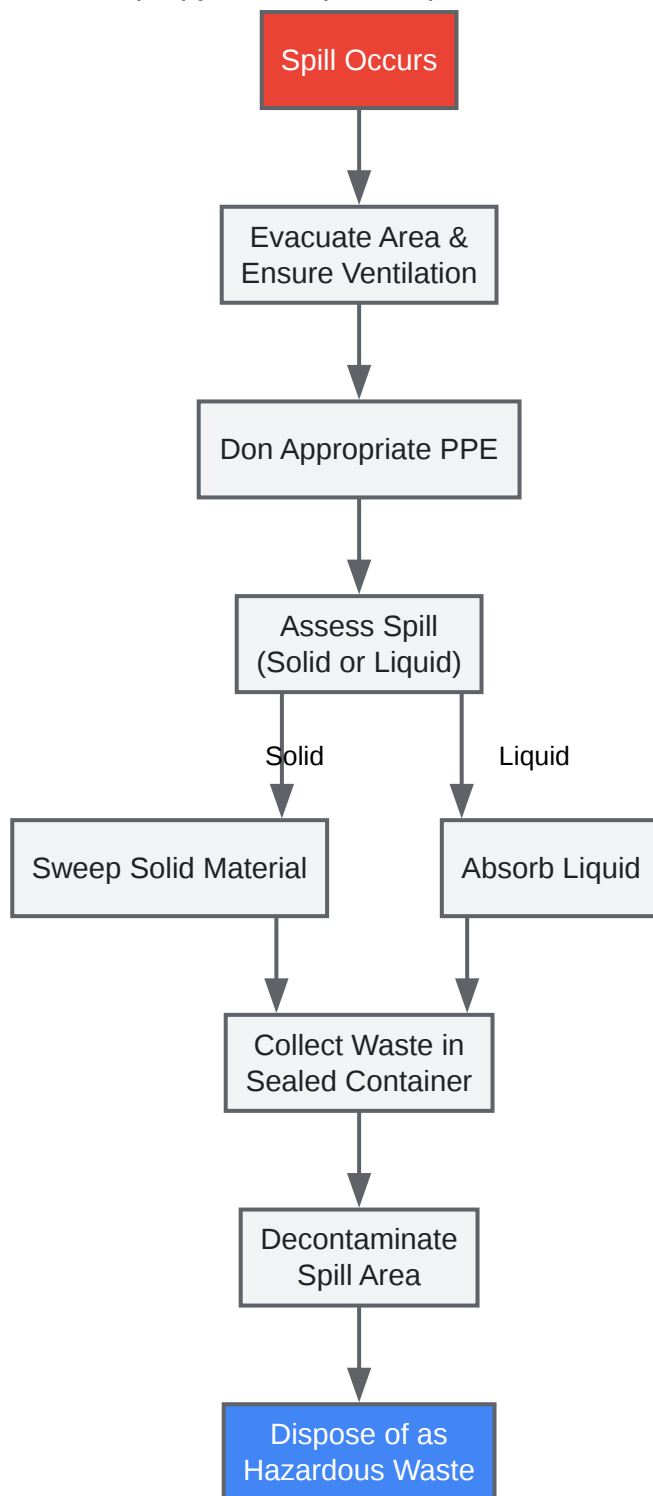 Spill Occurs
Evacuate Area &
Ensure Ventilation
Don Appropriate PPE
Assess Spill
(Solid or Liquid)
Solid
Liquid
Sweep Solid Material
Absorb Liquid
Collect Waste in
Sealed Container
Decontaminate
Spill Area
Dispose of as
Hazardous Waste